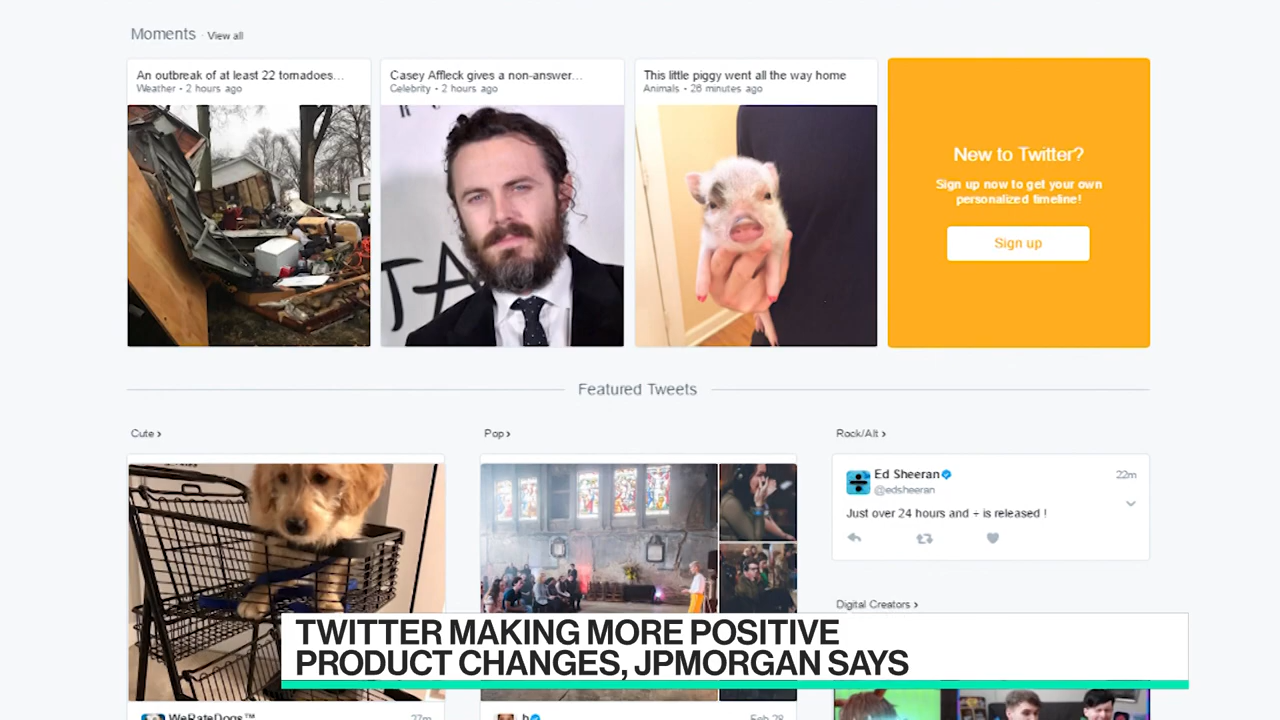 Moments · View all
An outbreak of at least 22 tornadoes...
Weather • 2 hours ago
Casey Affleck gives a non-answer...
Celebrity • 2 hours ago
This little piggy went all the way home
Animals • 26 minutes ago
New to Twitter?
Sign up now to get your own
personalized timeline!
Sign up
TA
Featured Tweets
Cute ›
Pop ›
Rock/Alt ›
Ed Sheeran
22m
@edsheeran
Just over 24 hours and ÷ is released !
Digital Creators ›
TWITTER MAKING MORE POSITIVE
PRODUCT CHANGES, JPMORGAN SAYS
WeRateDogs™
27m
h
Feb 28